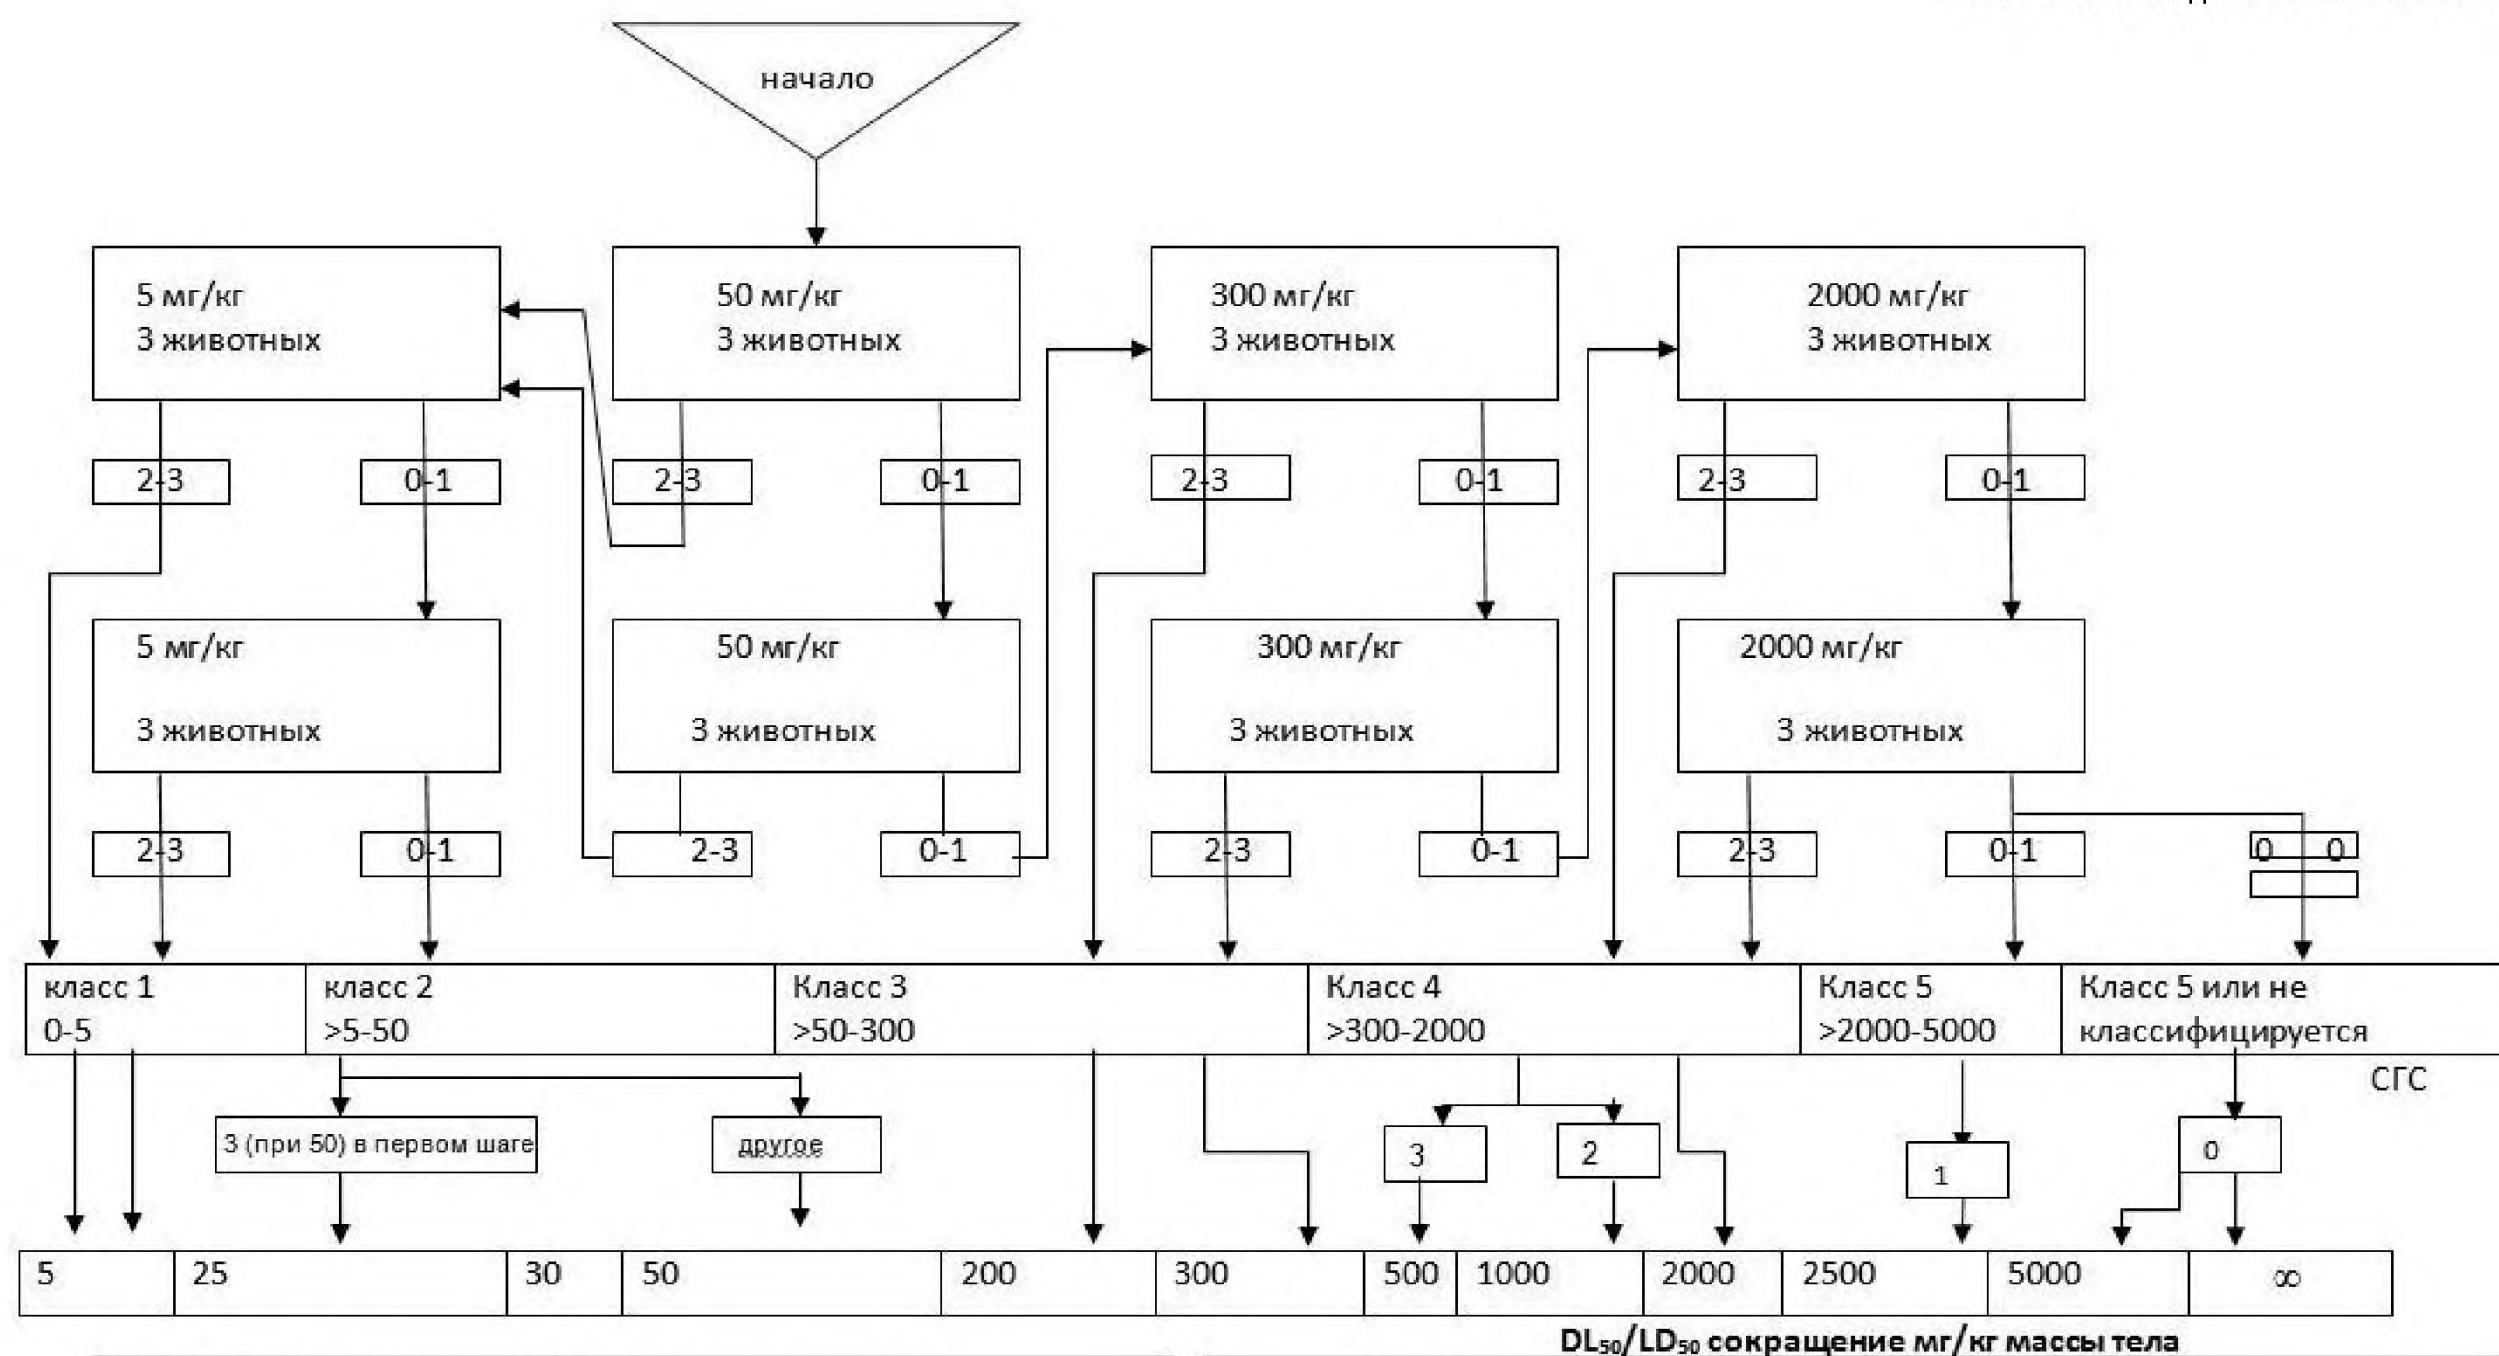 начало
5 мг/кг
3 животных
50 мг/кг
3 животных
300 мг/кг
3 животных
2000 мг/кг
3 животных
2-3
0-1
2-3
0-1
2-3
0-1
2-3
0-1
5 мг/кг
3 животных
50 мг/кг
3 животных
300 мг/кг
3 животных
2000 мг/кг
3 животных
2-3
0-1
2-3
0-1
2-3
0-1
2-3
0-1
0 0
класс 1
0-5
класс 2
>5-50
Класс 3
>50-300
Класс 4
>300-2000
Класс 5
>2000-5000
Класс 5 или не
классифицируется
СГС
3 (при 50) в первом шаге
другое
3
2
1
0
5
25
30
50
200
300
500
1000
2000
2500
5000
∞
DL₅₀/LD₅₀ сокращение мг/кг массы тела